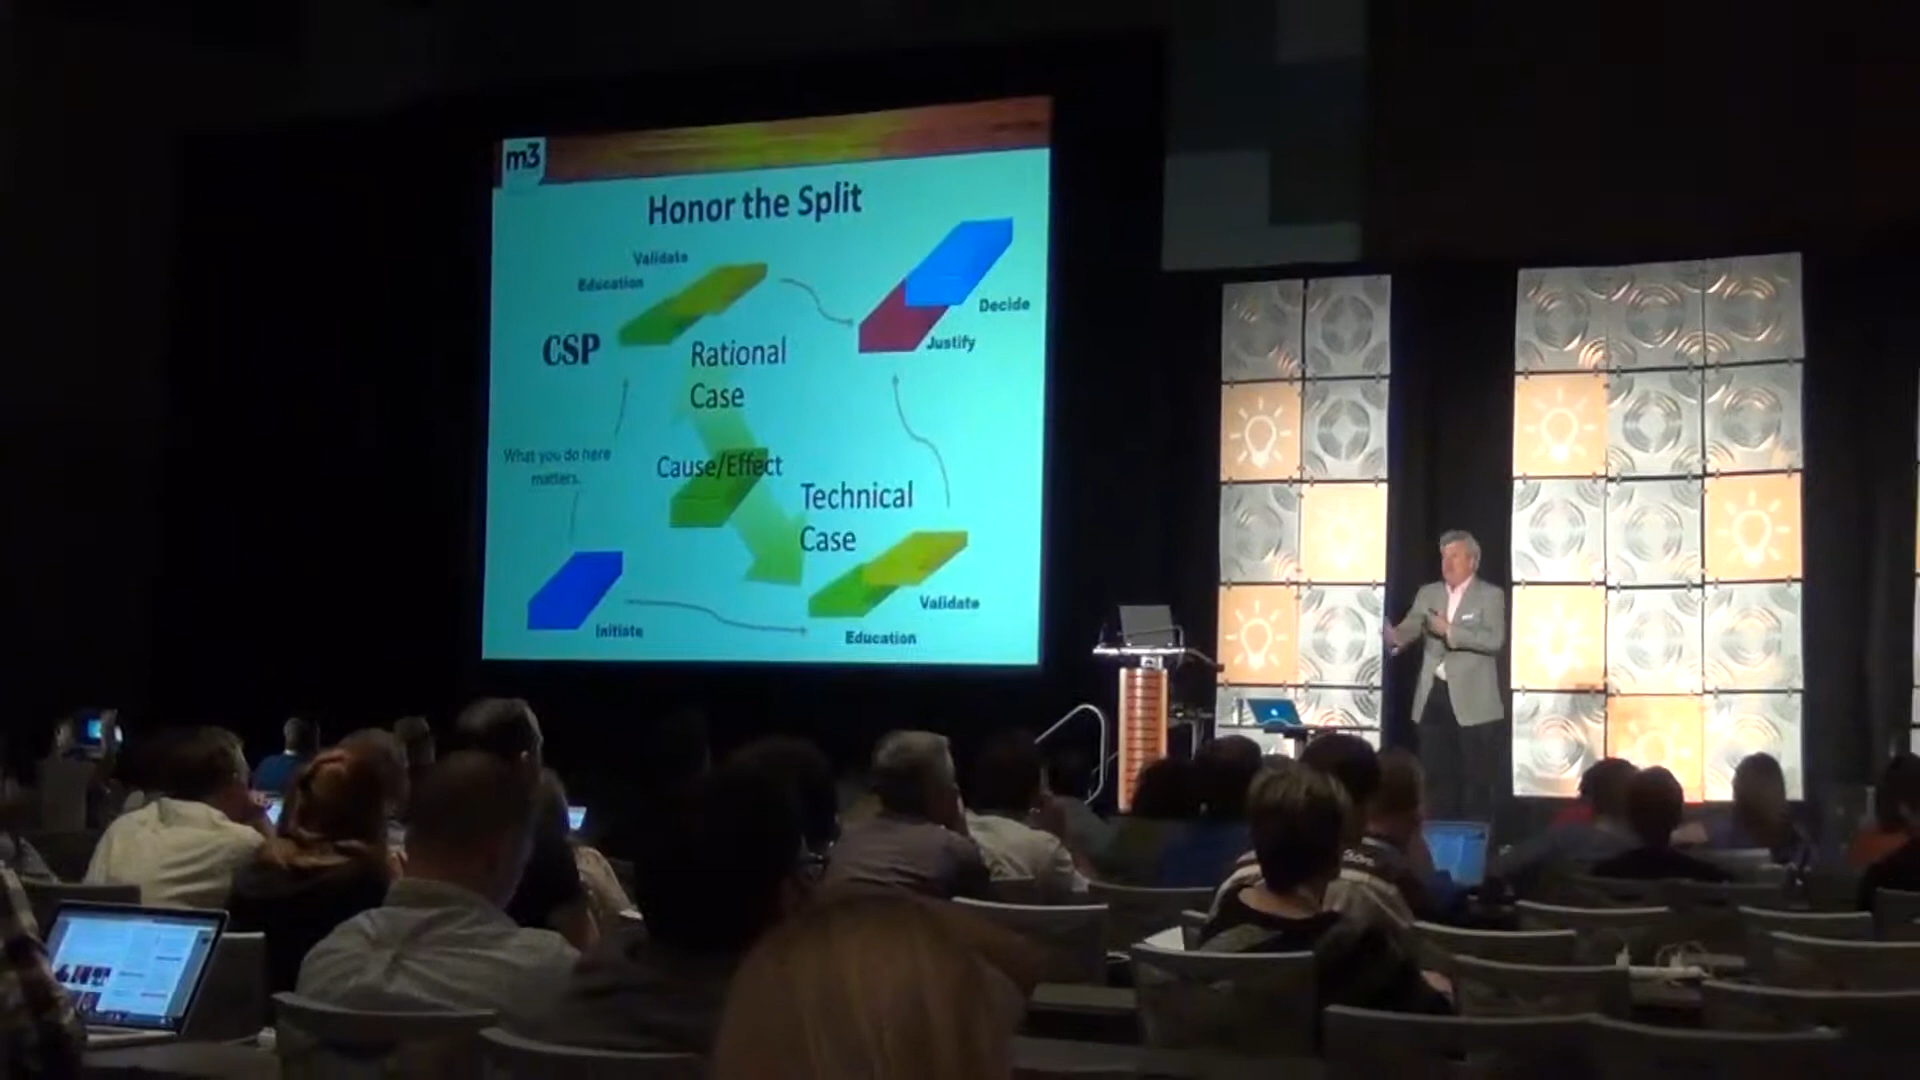 m3
Honor the Split
Validate
Education
CSP
Rational
Case
Decide
Justify
What you do here
matters.
Cause/Effect
Technical
Case
Initiate
Validate
Education